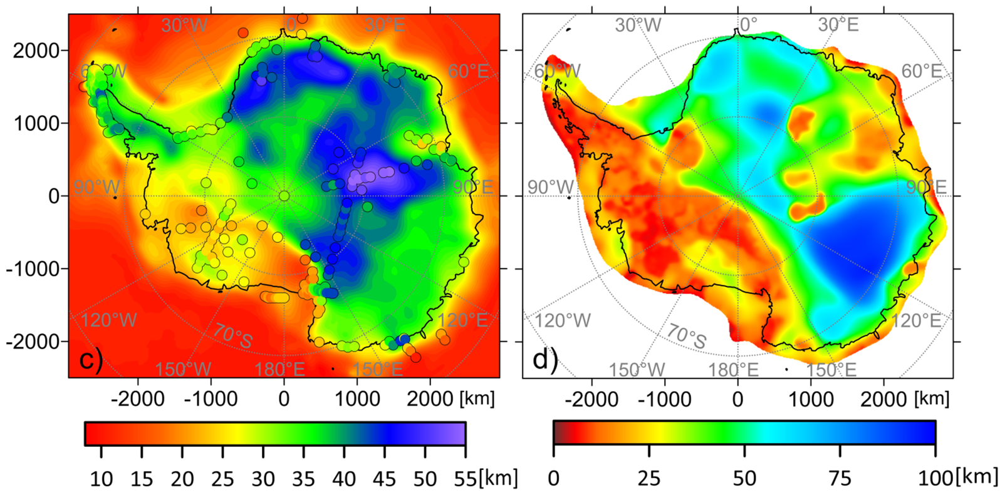 30°W 0° 30°E 30°W 0° 30°E
2000
60°W 60°E 60°W 60°E
1000
90°W 90°E 90°W 90°E
0
-1000
120°W 120°E 120°W 120°E
70°S 70°S
-2000
c) 150°W 180°E 150°E d) 150°W 180°E 150°E
-2000 -1000 0 1000 2000 [km] -2000 -1000 0 1000 2000 [km]
10 15 20 25 30 35 40 45 50 55[km] 0 25 50 75 100[km]